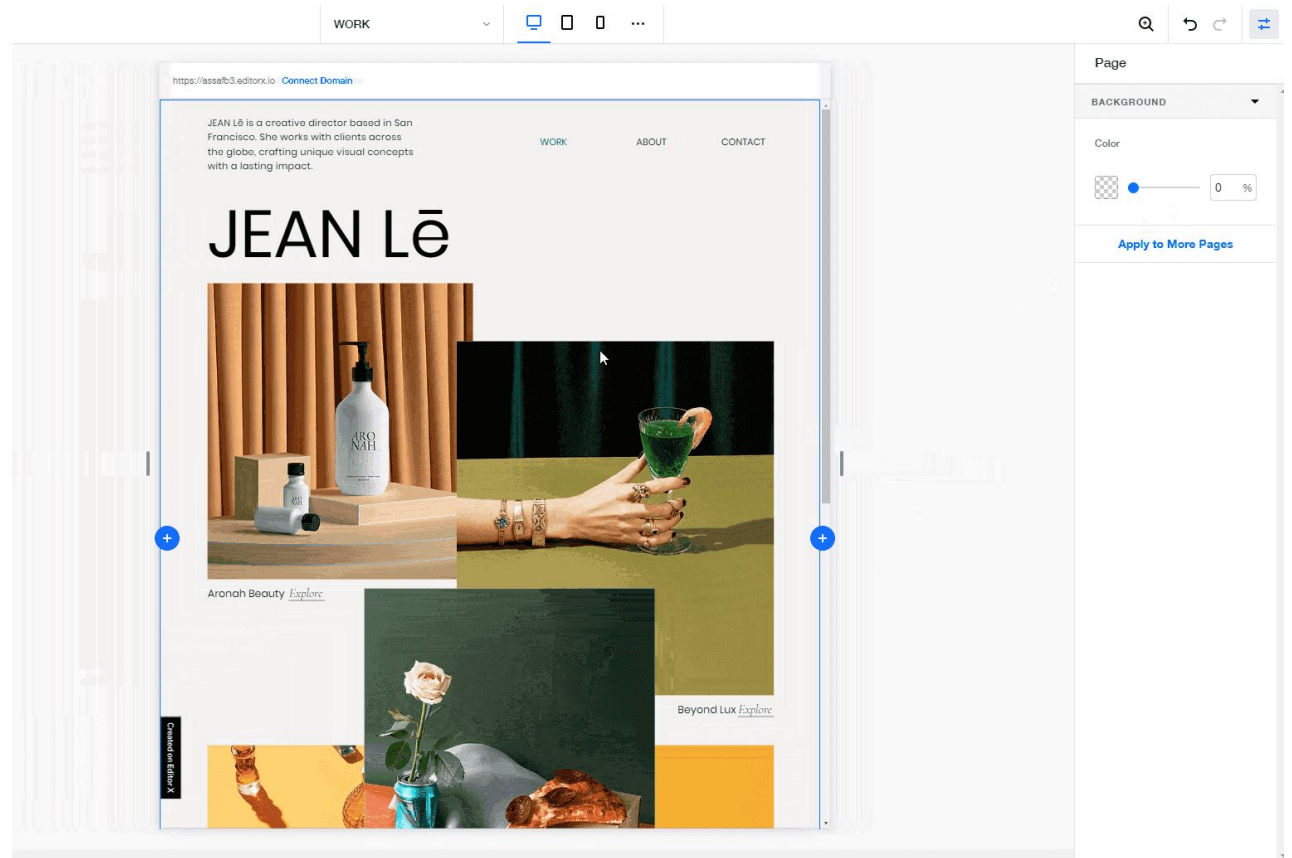 WORK
Page
https://assafb3.editorx.io Connect Domain
BACKGROUND
JEAN Lē is a creative director based in San
Francisco. She works with clients across
the globe, crafting unique visual concepts
with a lasting impact.
WORK ABOUT CONTACT
Color
0 %
JEAN Lē
Apply to More Pages
ARO
NAH
Aronah Beauty Explore
Beyond Lux Explore
Created on Editor X